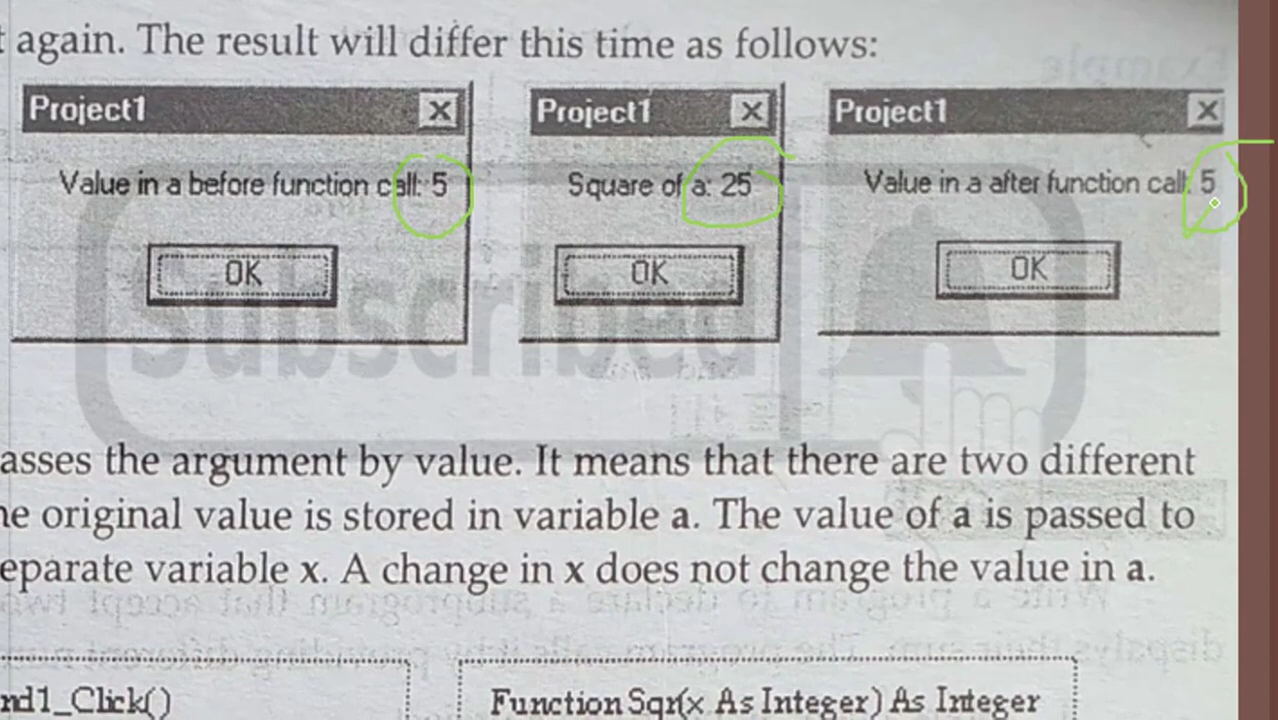 again. The result will differ this time as follows:
Project1
Value in a before function call: 5
OK
Project1
Square of a: 25
OK
Project1
Value in a after function call: 5
OK
Subscribed
asses the argument by value. It means that there are two different
original value is stored in variable a. The value of a is passed to
eparate variable x. A change in x does not change the value in a.
nd1_Click()
Function Sqr(x As Integer) As Integer